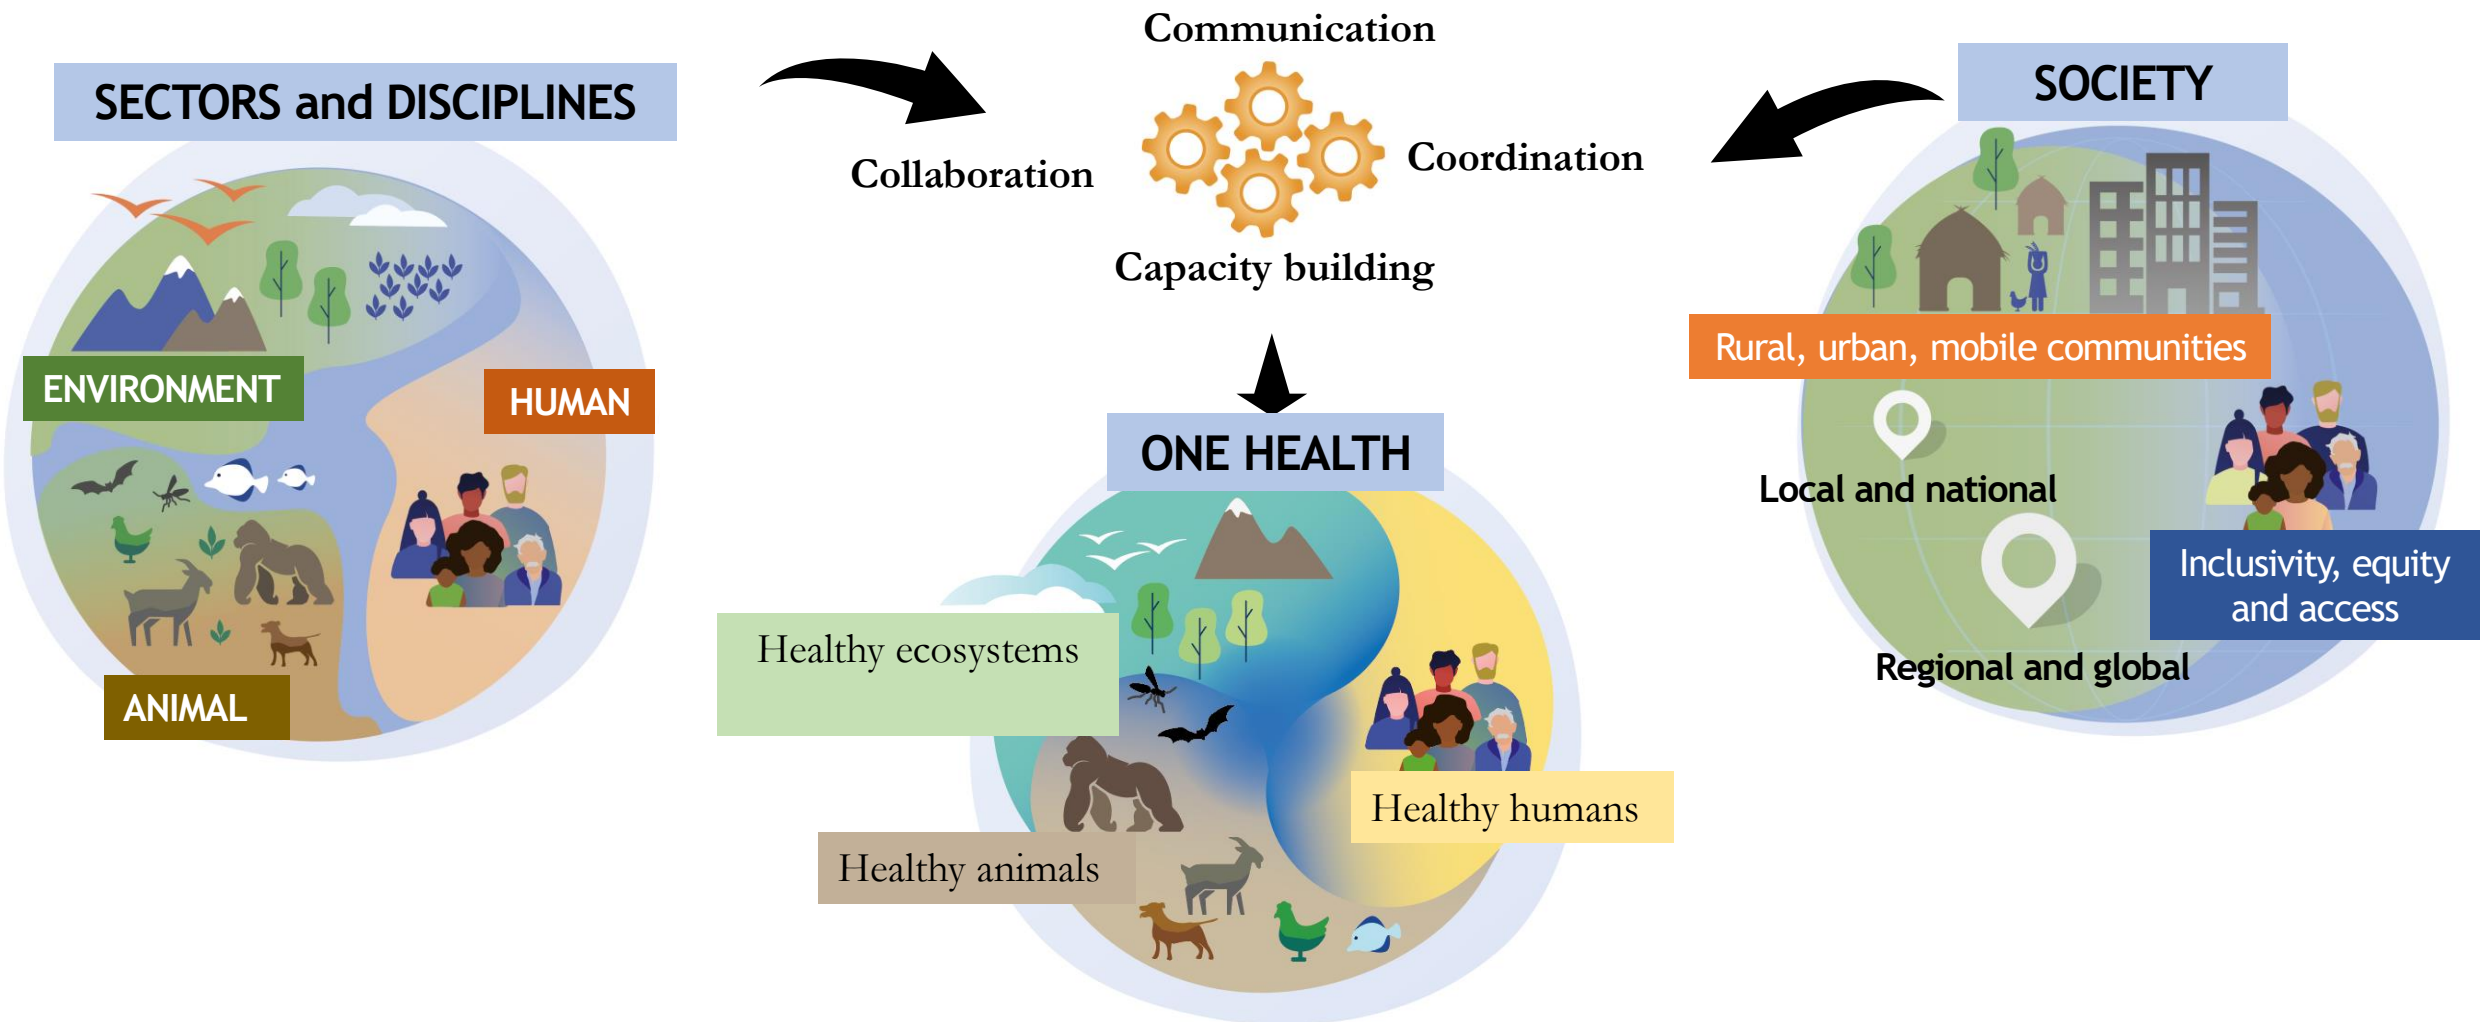 Communication
SECTORS and DISCIPLINES
SOCIETY
Collaboration
Coordination
Capacity building
ENVIRONMENT
HUMAN
ANIMAL
Rural, urban, mobile communities
Local and national
Inclusivity, equity
and access
Regional and global
ONE HEALTH
Healthy ecosystems
Healthy humans
Healthy animals